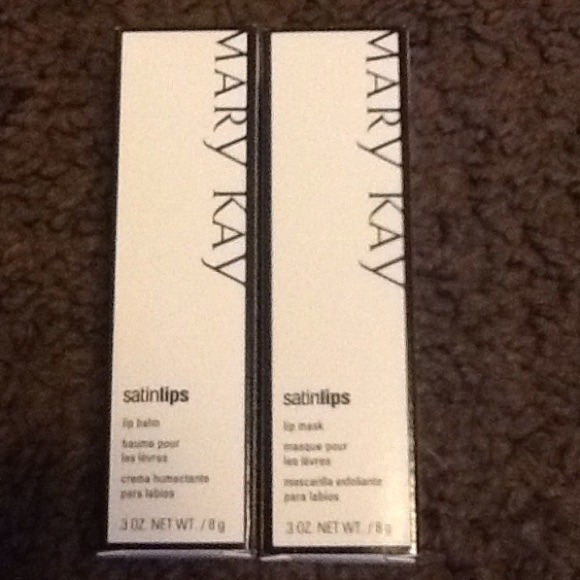 MARY KAY
satinlips
lip balm
baume pour
les lèvres
crema humectante
para labios
.3 OZ. NET WT. / 8 g
MARY KAY
satinlips
lip mask
masque pour
les lèvres
mascarilla exfoliante
para labios
.3 OZ. NET WT. / 8 g